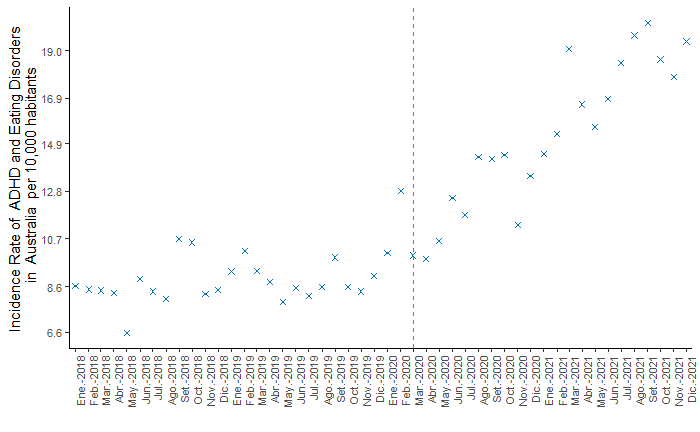 Incidence Rate of ADHD and Eating Disorders
in Australia per 10,000 habitants
19.0
16.9
14.9
12.8
10.7
8.6
6.6
Ene.-2018
Feb.-2018
Mar.-2018
Abr.-2018
May.-2018
Jun.-2018
Jul.-2018
Ago.-2018
Set.-2018
Oct.-2018
Nov.-2018
Dic.-2018
Ene.-2019
Feb.-2019
Mar.-2019
Abr.-2019
May.-2019
Jun.-2019
Jul.-2019
Ago.-2019
Set.-2019
Oct.-2019
Nov.-2019
Dic.-2019
Ene.-2020
Feb.-2020
Mar.-2020
Abr.-2020
May.-2020
Jun.-2020
Jul.-2020
Ago.-2020
Set.-2020
Oct.-2020
Nov.-2020
Dic.-2020
Ene.-2021
Feb.-2021
Mar.-2021
Abr.-2021
May.-2021
Jun.-2021
Jul.-2021
Ago.-2021
Set.-2021
Oct.-2021
Nov.-2021
Dic.-2021